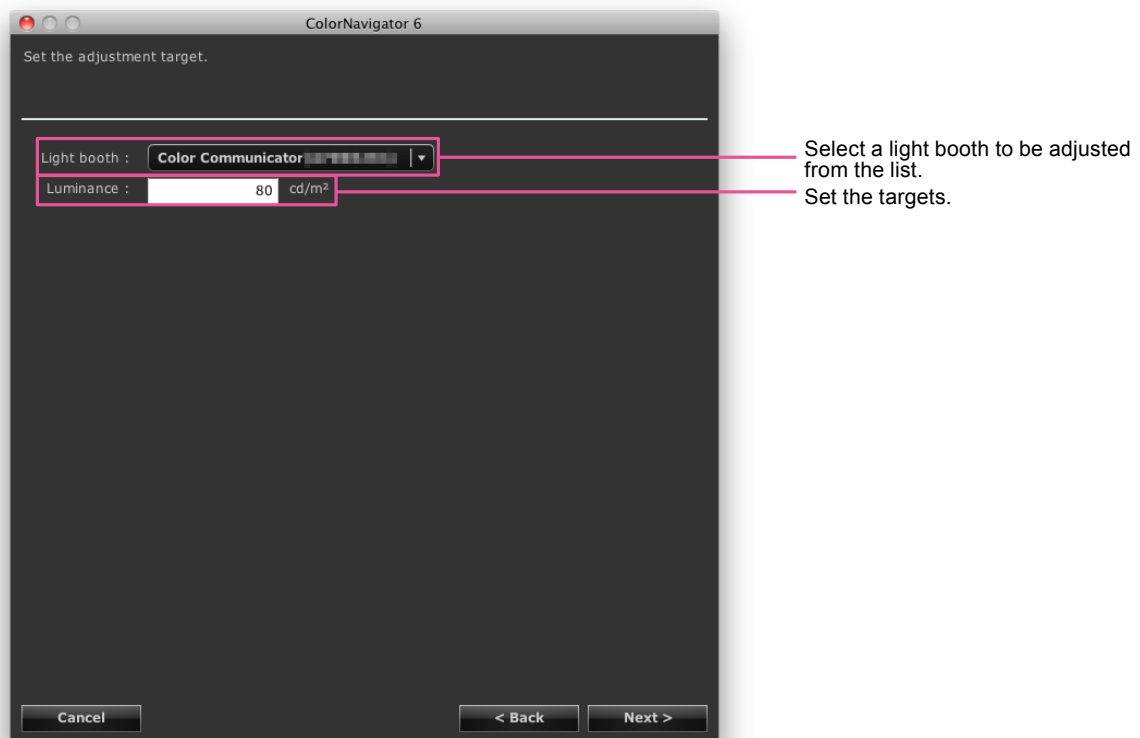 ColorNavigator 6
Set the adjustment target.
Light booth : Color Communicator
Luminance : 80 cd/m²
Select a light booth to be adjusted
from the list.
Set the targets.
Cancel < Back Next >